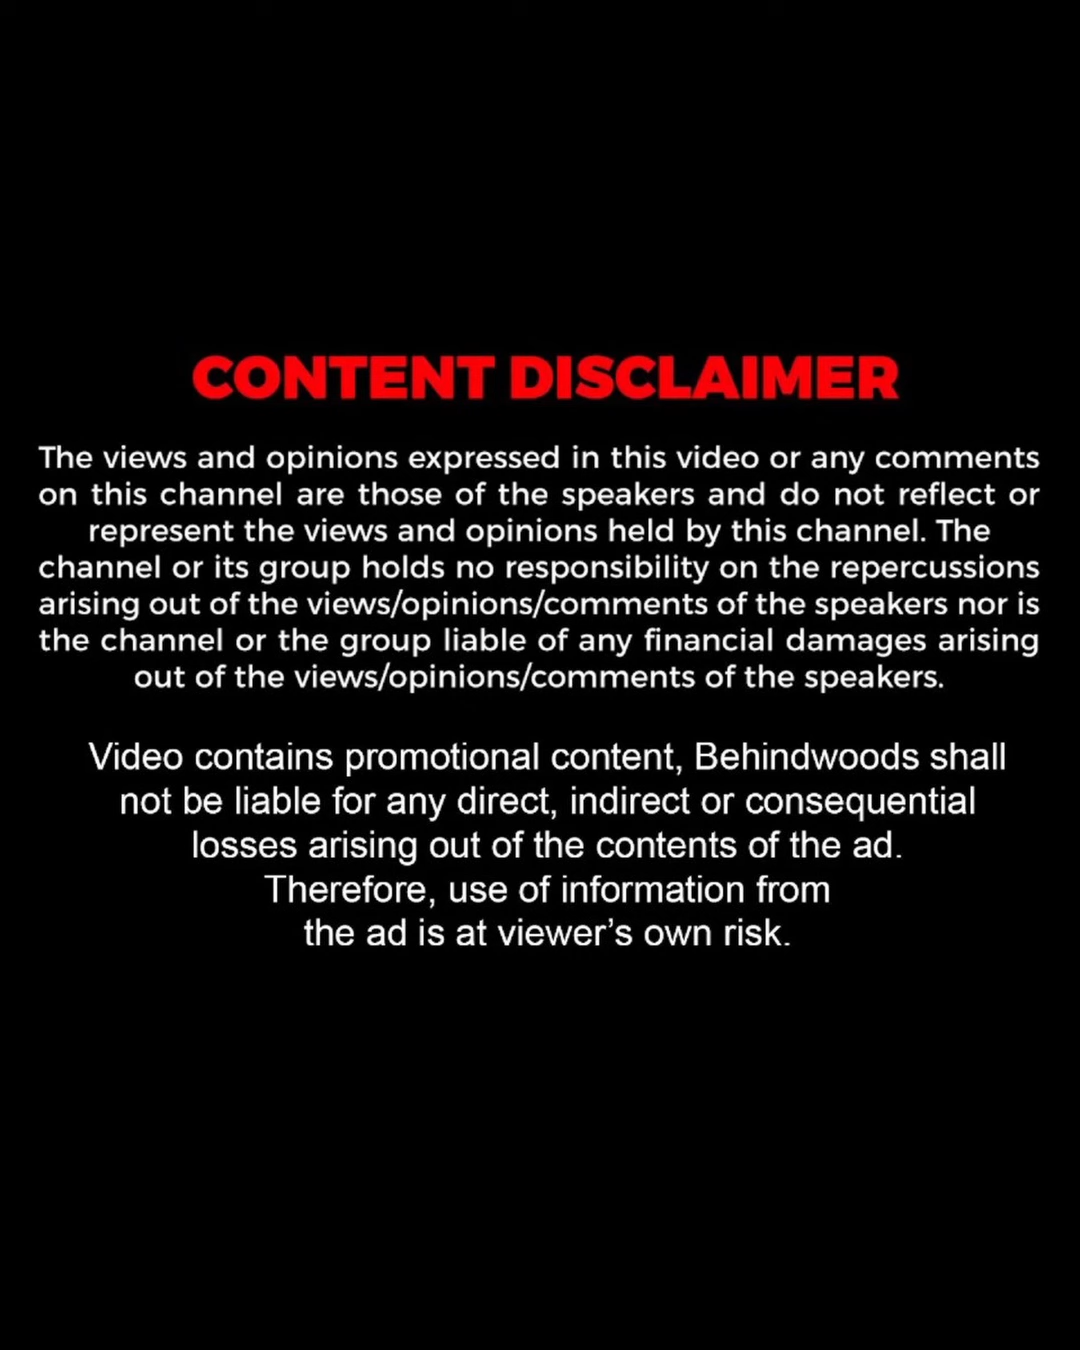 CONTENT DISCLAIMER
The views and opinions expressed in this video or any comments
on this channel are those of the speakers and do not reflect or
represent the views and opinions held by this channel. The
channel or its group holds no responsibility on the repercussions
arising out of the views/opinions/comments of the speakers nor is
the channel or the group liable of any financial damages arising
out of the views/opinions/comments of the speakers.
Video contains promotional content, Behindwoods shall
not be liable for any direct, indirect or consequential
losses arising out of the contents of the ad.
Therefore, use of information from
the ad is at viewer’s own risk.